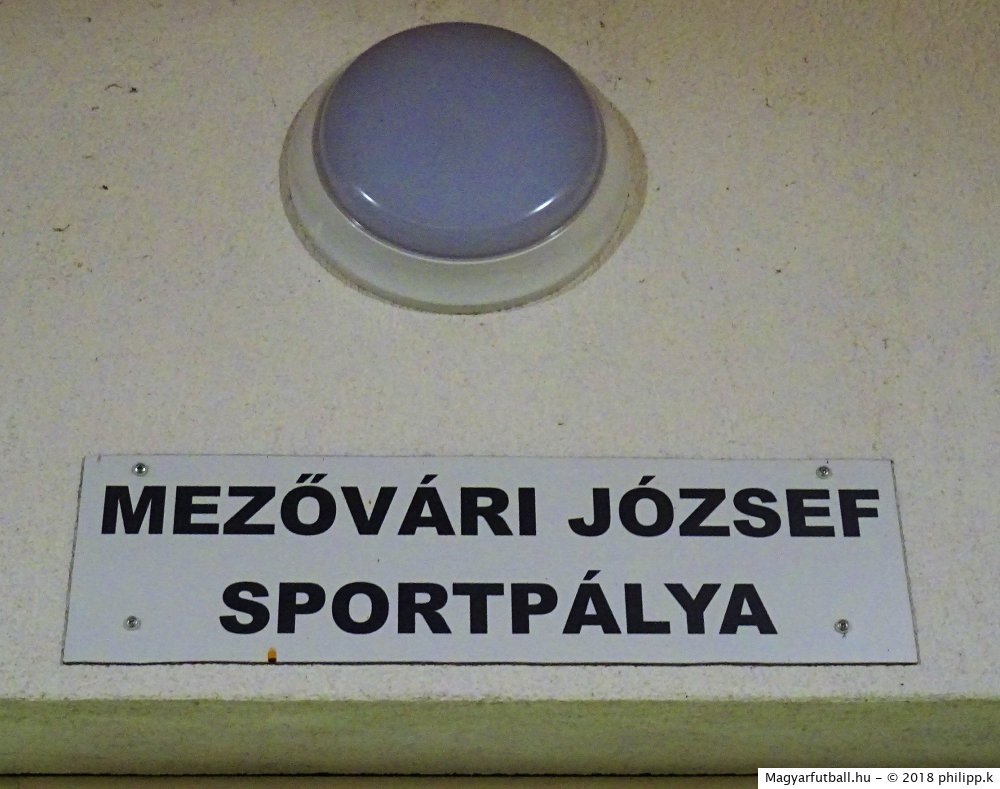 MEZŐVÁRI JÓZSEF
SPORTPÁLYA
Magyarfutball.hu – © 2018 philipp.k